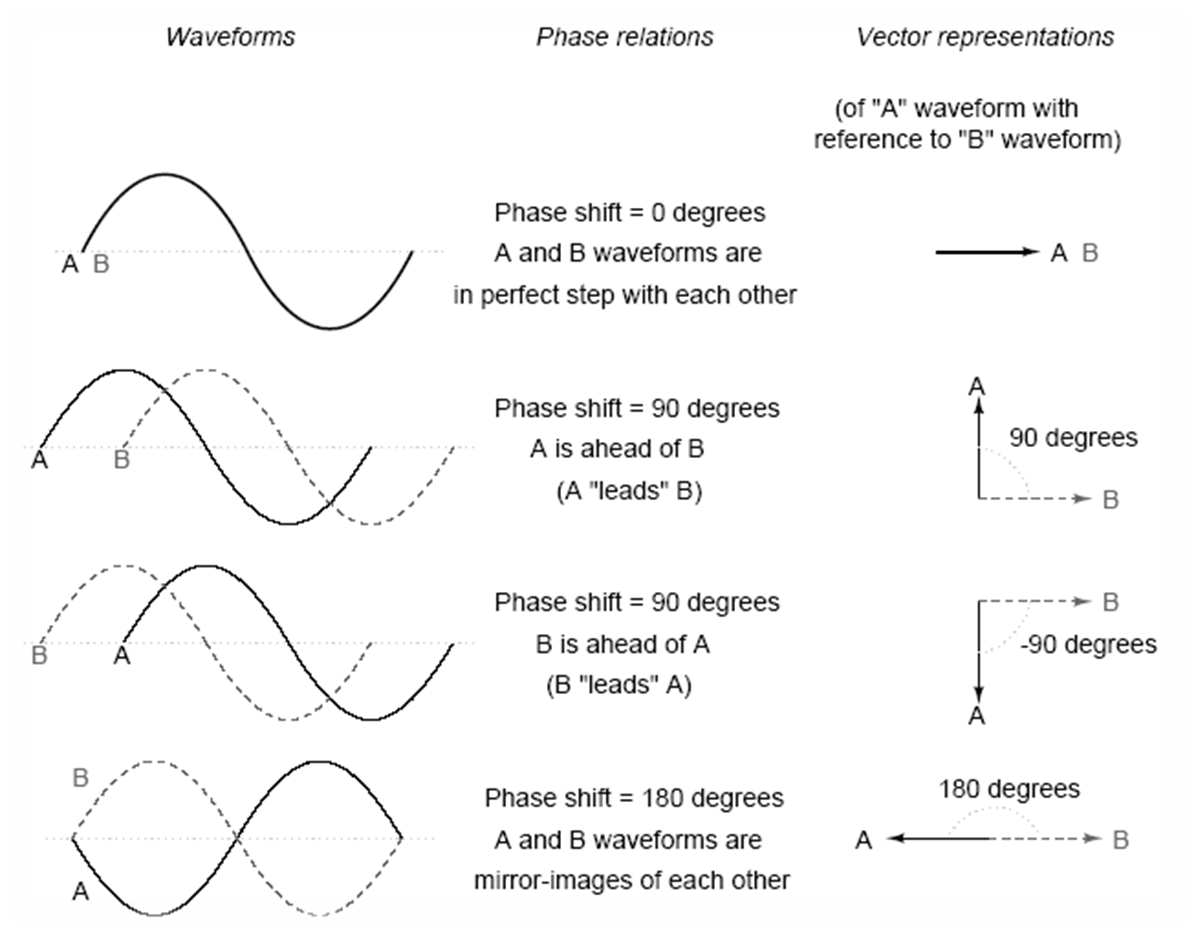 Waveforms
Phase relations
Vector representations
(of "A" waveform with
reference to "B" waveform)
A B
Phase shift = 0 degrees
A and B waveforms are
in perfect step with each other
A B
A
B
Phase shift = 90 degrees
A is ahead of B
(A "leads" B)
A
90 degrees
B
B
A
Phase shift = 90 degrees
B is ahead of A
(B "leads" A)
B
-90 degrees
A
B
A
Phase shift = 180 degrees
A and B waveforms are
mirror-images of each other
180 degrees
A
B